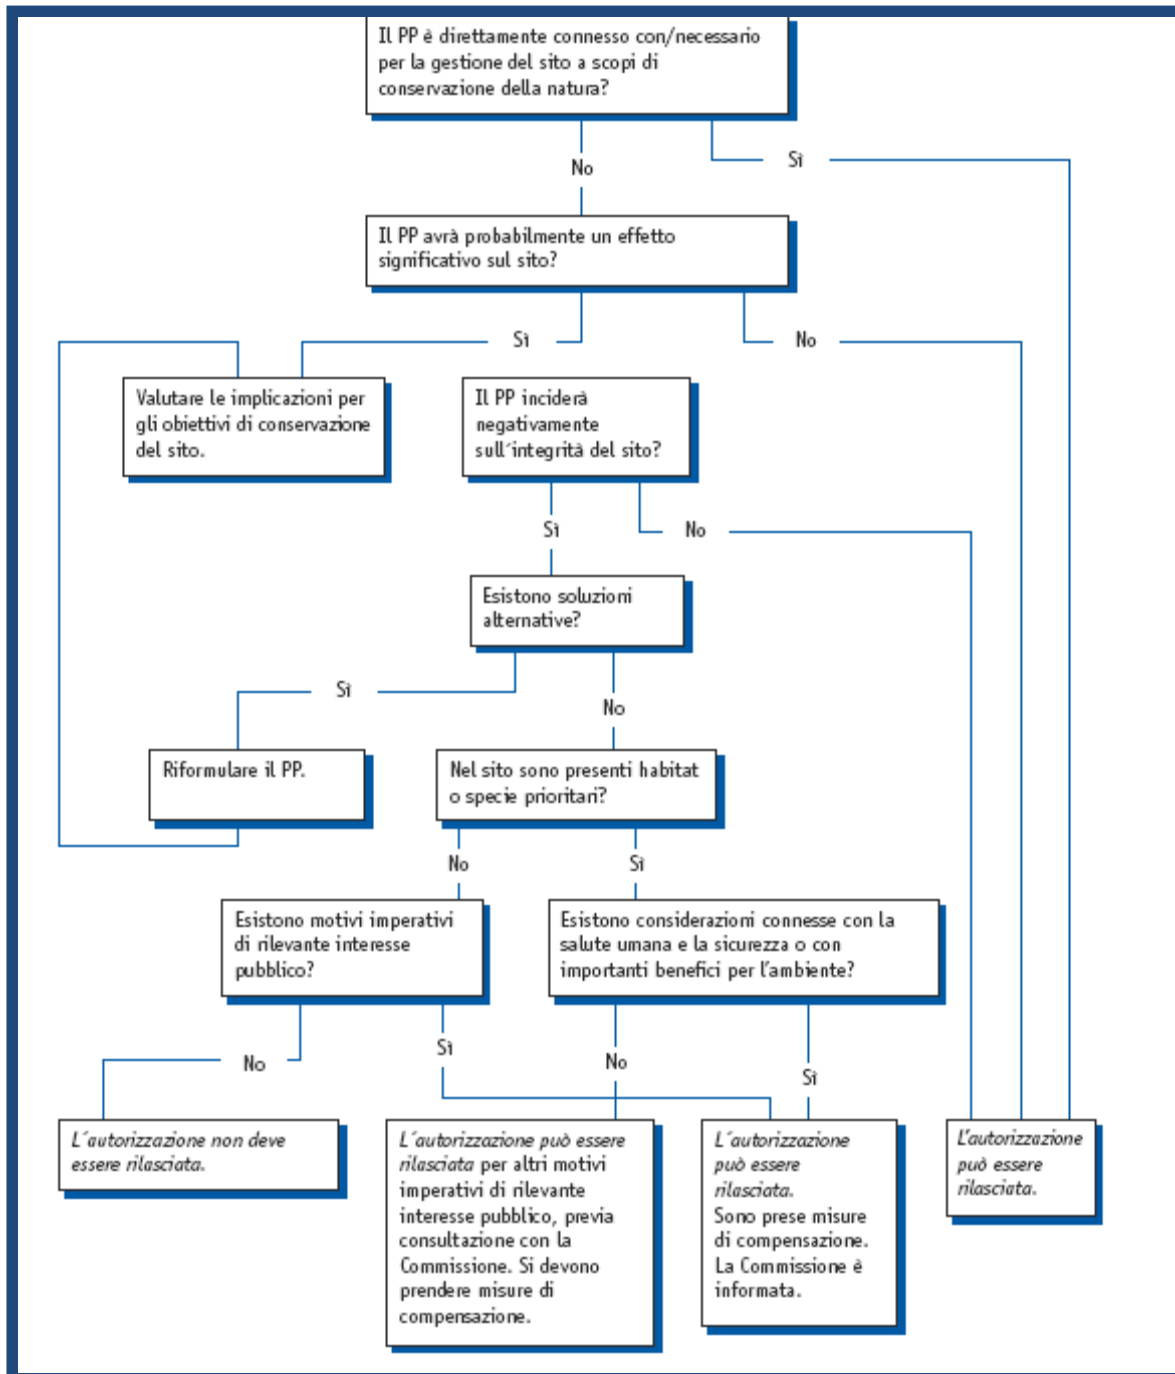 Il PP è direttamente connesso con/necessario
per la gestione del sito a scopi di
conservazione della natura?
Sì
No
Il PP avrà probabilmente un effetto
significativo sul sito?
Sì
No
Valutare le implicazioni per
gli obiettivi di conservazione
del sito.
Il PP inciderà
negativamente
sull´integrità del sito?
Sì
No
Esistono soluzioni
alternative?
Sì
No
Riformulare il PP.
Nel sito sono presenti habitat
o specie prioritari?
No
Sì
Esistono motivi imperativi
di rilevante interesse
pubblico?
Esistono considerazioni connesse con la
salute umana e la sicurezza o con
importanti benefici per l'ambiente?
No
Sì
No
Sì
L´autorizzazione non deve
essere rilasciata.
L´autorizzazione può essere
rilasciata per altri motivi
imperativi di rilevante
interesse pubblico, previa
consultazione con la
Commissione. Si devono
prendere misure di
compensazione.
L´autorizzazione
può essere
rilasciata.
Sono prese misure
di compensazione.
La Commissione è
informata.
L'autorizzazione
può essere
rilasciata.